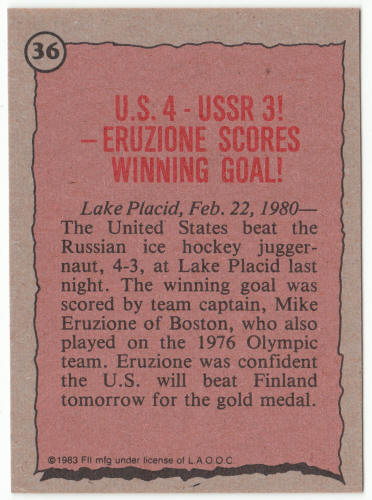 36
U.S. 4 - USSR 3!
– ERUZIONE SCORES
WINNING GOAL!
Lake Placid, Feb. 22, 1980—
The United States beat the
Russian ice hockey jugger-
naut, 4-3, at Lake Placid last
night. The winning goal was
scored by team captain, Mike
Eruzione of Boston, who also
played on the 1976 Olympic
team. Eruzione was confident
the U.S. will beat Finland
tomorrow for the gold medal.
©1983 FII mfg under license of L.A.O.O.C.